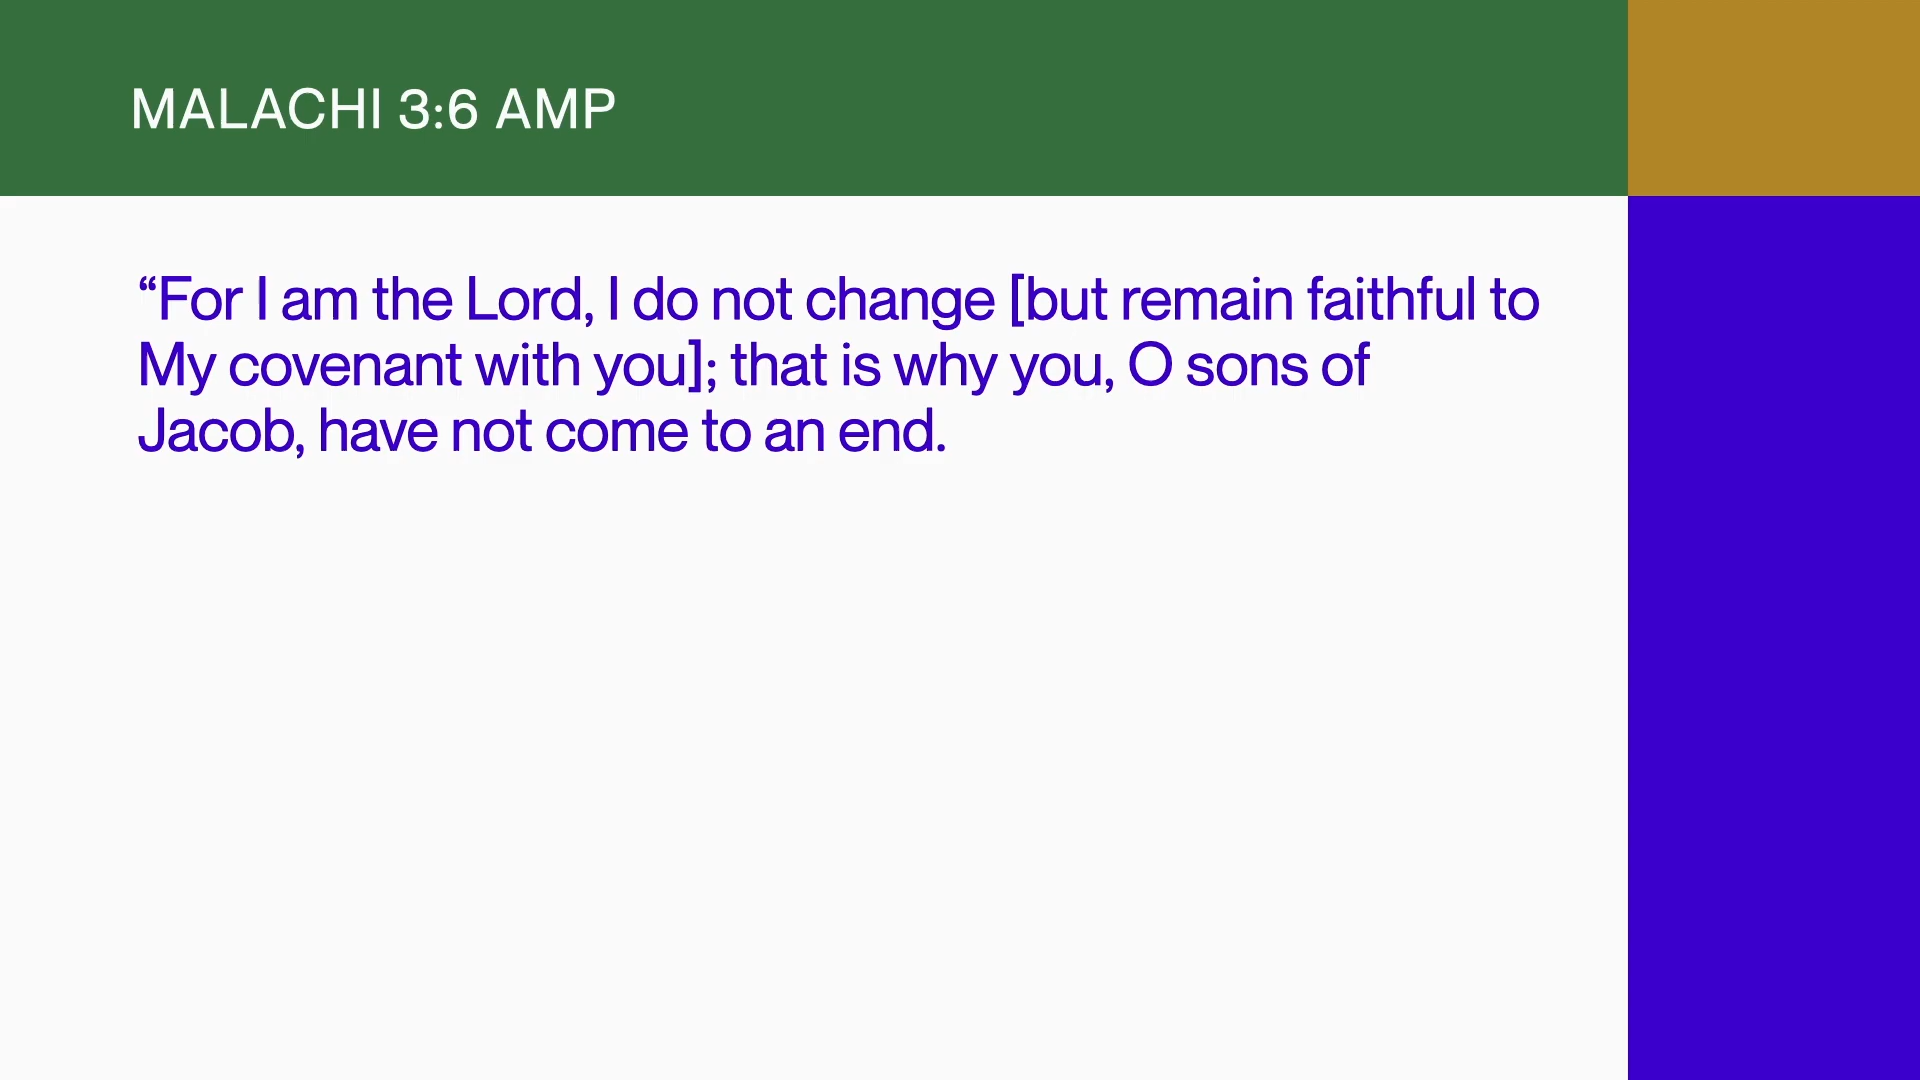 MALACHI 3:6 AMP
“For I am the Lord, I do not change [but remain faithful to
My covenant with you]; that is why you, O sons of
Jacob, have not come to an end.